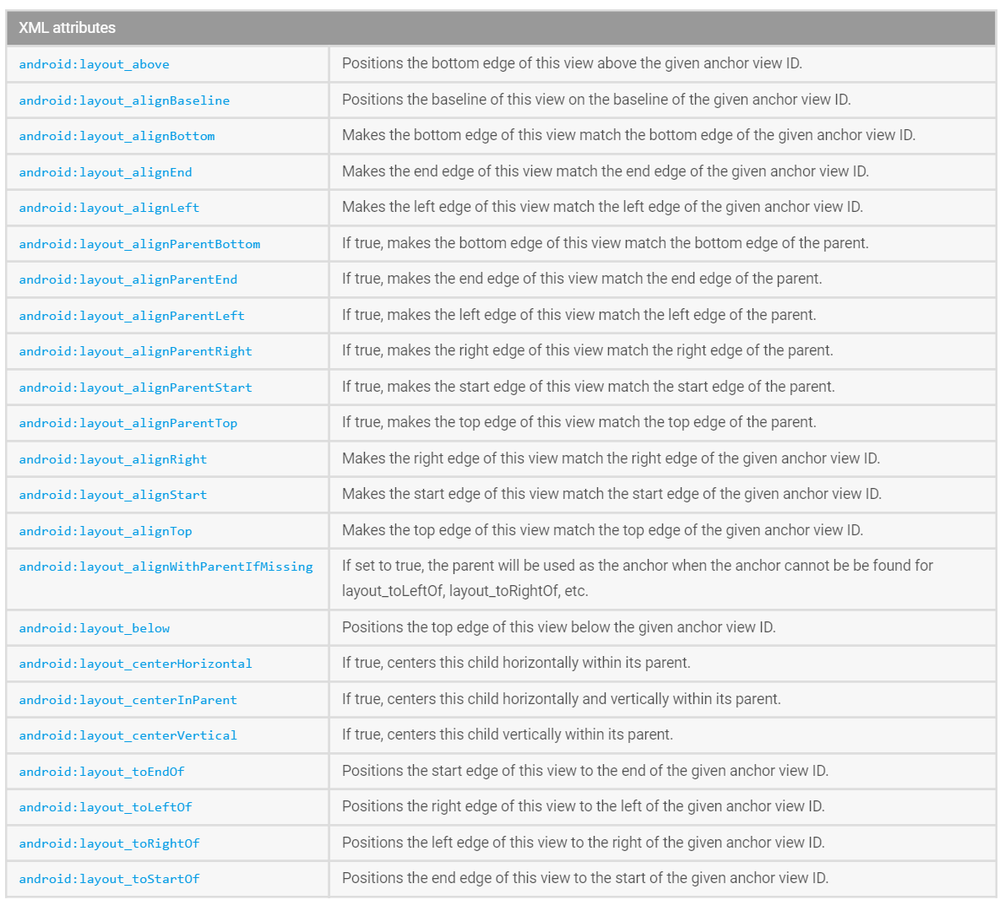 XML attributes
android:layout_above Positions the bottom edge of this view above the given anchor view ID.
android:layout_alignBaseline Positions the baseline of this view on the baseline of the given anchor view ID.
android:layout_alignBottom Makes the bottom edge of this view match the bottom edge of the given anchor view ID.
android:layout_alignEnd Makes the end edge of this view match the end edge of the given anchor view ID.
android:layout_alignLeft Makes the left edge of this view match the left edge of the given anchor view ID.
android:layout_alignParentBottom If true, makes the bottom edge of this view match the bottom edge of the parent.
android:layout_alignParentEnd If true, makes the end edge of this view match the end edge of the parent.
android:layout_alignParentLeft If true, makes the left edge of this view match the left edge of the parent.
android:layout_alignParentRight If true, makes the right edge of this view match the right edge of the parent.
android:layout_alignParentStart If true, makes the start edge of this view match the start edge of the parent.
android:layout_alignParentTop If true, makes the top edge of this view match the top edge of the parent.
android:layout_alignRight Makes the right edge of this view match the right edge of the given anchor view ID.
android:layout_alignStart Makes the start edge of this view match the start edge of the given anchor view ID.
android:layout_alignTop Makes the top edge of this view match the top edge of the given anchor view ID.
android:layout_alignWithParentIfMissing If set to true, the parent will be used as the anchor when the anchor cannot be be found for
layout_toLeftOf, layout_toRightOf, etc.
android:layout_below Positions the top edge of this view below the given anchor view ID.
android:layout_centerHorizontal If true, centers this child horizontally within its parent.
android:layout_centerInParent If true, centers this child horizontally and vertically within its parent.
android:layout_centerVertical If true, centers this child vertically within its parent.
android:layout_toEndOf Positions the start edge of this view to the end of the given anchor view ID.
android:layout_toLeftOf Positions the right edge of this view to the left of the given anchor view ID.
android:layout_toRightOf Positions the left edge of this view to the right of the given anchor view ID.
android:layout_toStartOf Positions the end edge of this view to the start of the given anchor view ID.